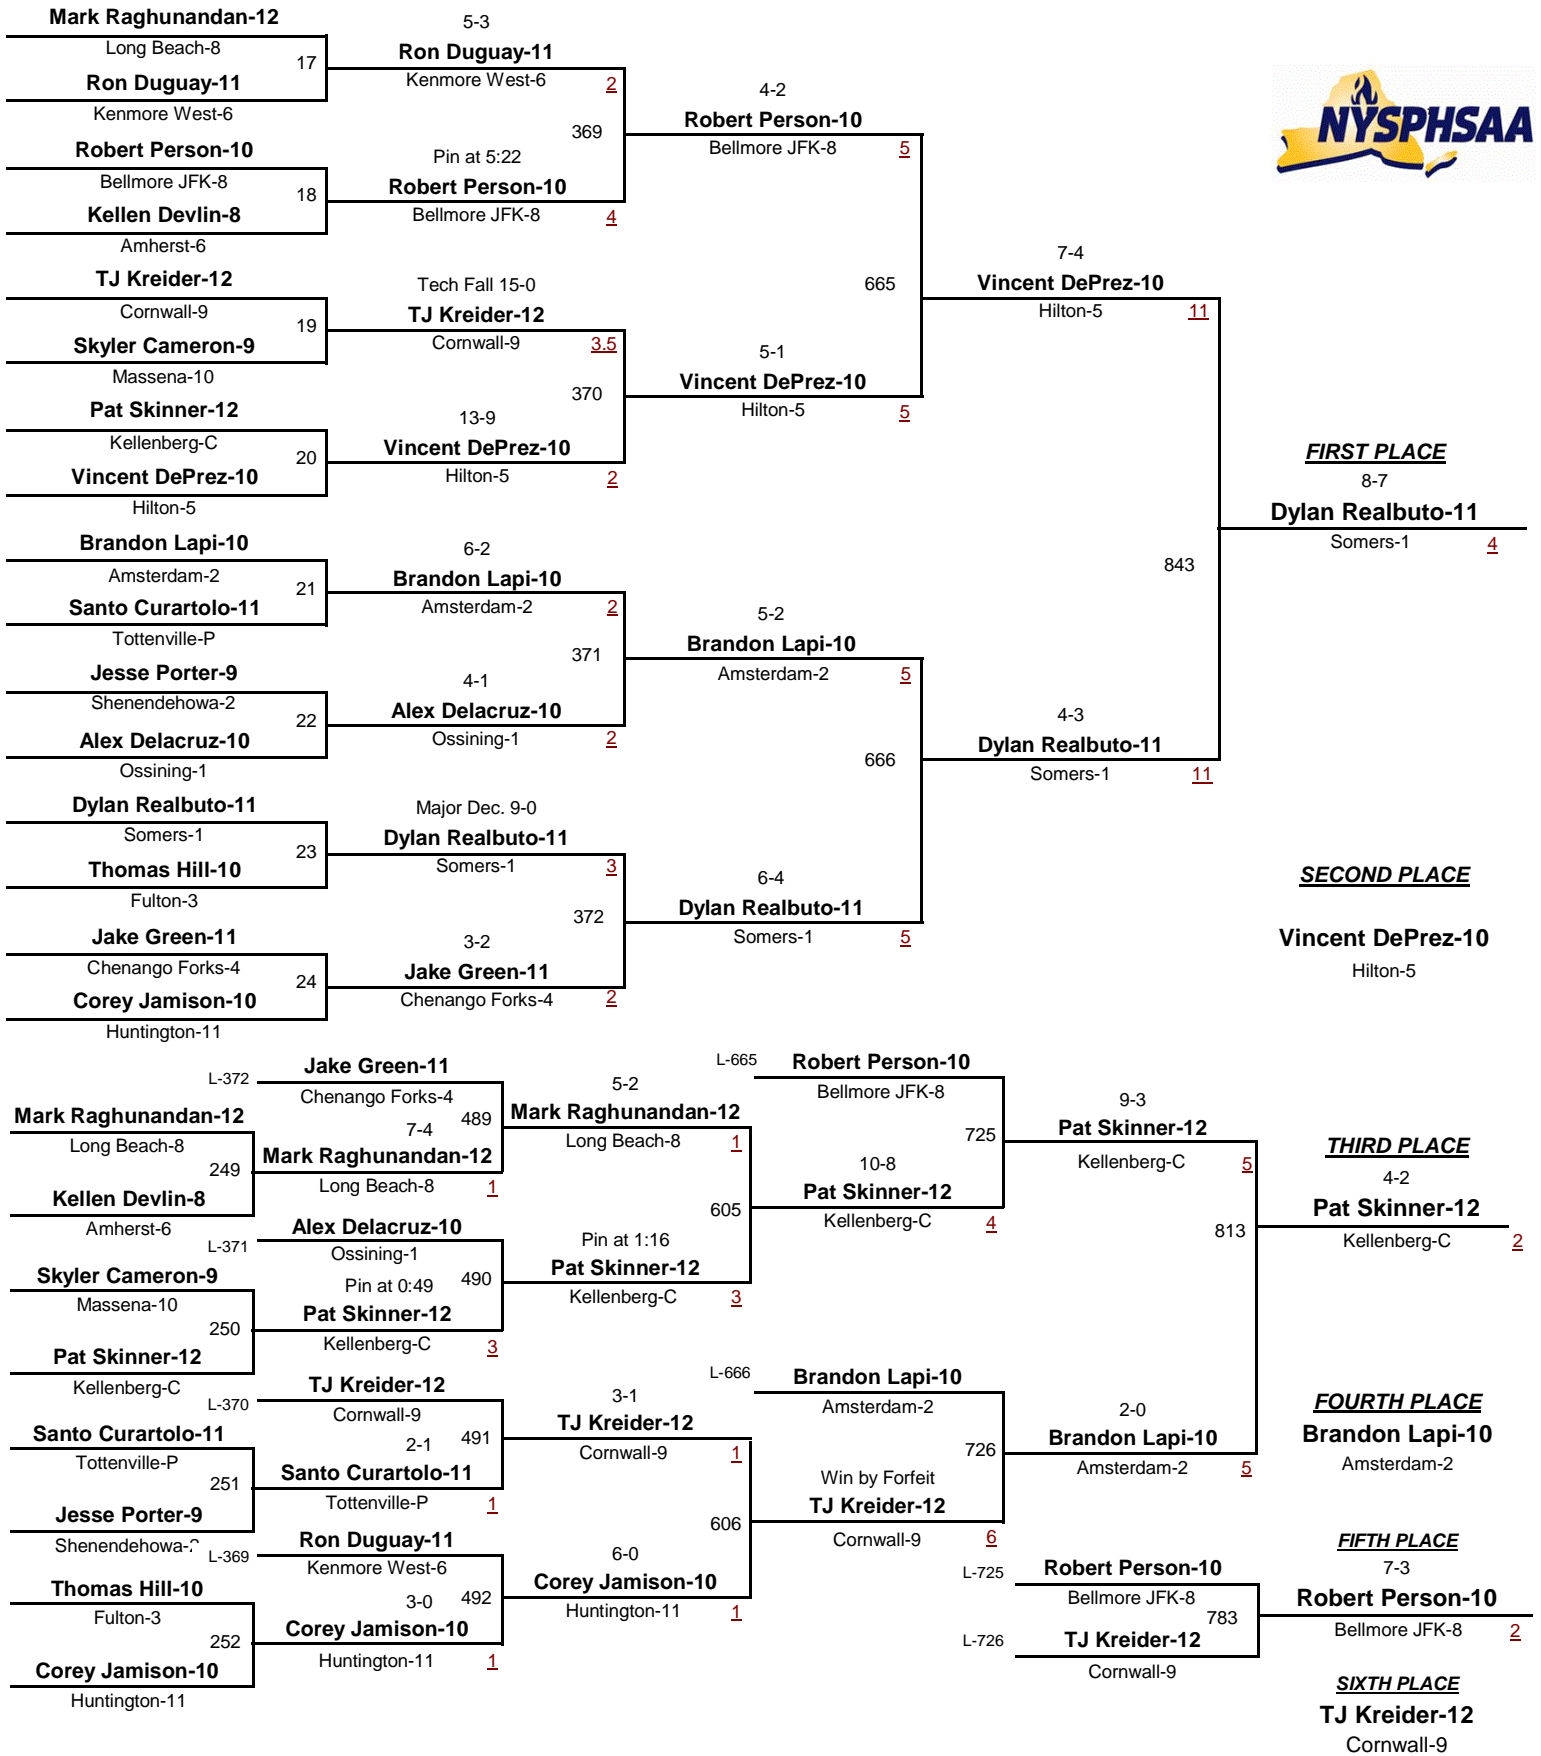 Mark Raghunandan-12
Long Beach-8
17
Ron Duguay-11
Kenmore West-6
Robert Person-10
Bellmore JFK-8
18
Kellen Devlin-8
Amherst-6
TJ Kreider-12
Cornwall-9
19
Skyler Cameron-9
Massena-10
Pat Skinner-12
Kellenberg-C
20
Vincent DePrez-10
Hilton-5
Brandon Lapi-10
Amsterdam-2
21
Santo Curartolo-11
Tottenville-P
Jesse Porter-9
Shenendehowa-2
22
Alex Delacruz-10
Ossining-1
Dylan Realbuto-11
Somers-1
23
Thomas Hill-10
Fulton-3
Jake Green-11
Chenango Forks-4
24
Corey Jamison-10
Huntington-11
5-3
Ron Duguay-11
Kenmore West-6 2
369
Pin at 5:22
Robert Person-10
Bellmore JFK-8 4
Tech Fall 15-0
TJ Kreider-12
Cornwall-9 3.5
370
13-9
Vincent DePrez-10
Hilton-5 2
6-2
Brandon Lapi-10
Amsterdam-2 2
371
4-1
Alex Delacruz-10
Ossining-1 2
Major Dec. 9-0
Dylan Realbuto-11
Somers-1 3
372
3-2
Jake Green-11
Chenango Forks-4 2
4-2
Robert Person-10
Bellmore JFK-8 5
665
5-1
Vincent DePrez-10
Hilton-5 5
5-2
Brandon Lapi-10
Amsterdam-2 5
666
6-4
Dylan Realbuto-11
Somers-1 5
7-4
Vincent DePrez-10
Hilton-5 11
843
4-3
Dylan Realbuto-11
Somers-1 11
NYSPHSAA
FIRST PLACE
8-7
Dylan Realbuto-11
Somers-1 4
SECOND PLACE
Vincent DePrez-10
Hilton-5
Mark Raghunandan-12
Long Beach-8
249
Kellen Devlin-8
Amherst-6
Skyler Cameron-9
Massena-10
250
Pat Skinner-12
Kellenberg-C
Santo Curartolo-11
Tottenville-P
251
Jesse Porter-9
Shenendehowa-2
Thomas Hill-10
Fulton-3
252
Corey Jamison-10
Huntington-11
L-372
Jake Green-11
Chenango Forks-4
489
7-4
Mark Raghunandan-12
Long Beach-8 1
L-371
Alex Delacruz-10
Ossining-1
490
Pin at 0:49
Pat Skinner-12
Kellenberg-C 3
L-370
TJ Kreider-12
Cornwall-9
491
2-1
Santo Curartolo-11
Tottenville-P 1
L-369
Ron Duguay-11
Kenmore West-6
492
3-0
Corey Jamison-10
Huntington-11 1
5-2
Mark Raghunandan-12
Long Beach-8 1
605
Pin at 1:16
Pat Skinner-12
Kellenberg-C 3
3-1
TJ Kreider-12
Cornwall-9 1
606
6-0
Corey Jamison-10
Huntington-11 1
L-665
Robert Person-10
Bellmore JFK-8
725
10-8
Pat Skinner-12
Kellenberg-C 4
L-666
Brandon Lapi-10
Amsterdam-2
726
Win by Forfeit
TJ Kreider-12
Cornwall-9 6
9-3
Pat Skinner-12
Kellenberg-C 5
813
2-0
Brandon Lapi-10
Amsterdam-2 5
L-725
Robert Person-10
Bellmore JFK-8
783
L-726
TJ Kreider-12
Cornwall-9
THIRD PLACE
4-2
Pat Skinner-12
Kellenberg-C 2
FOURTH PLACE
Brandon Lapi-10
Amsterdam-2
FIFTH PLACE
7-3
Robert Person-10
Bellmore JFK-8 2
SIXTH PLACE
TJ Kreider-12
Cornwall-9